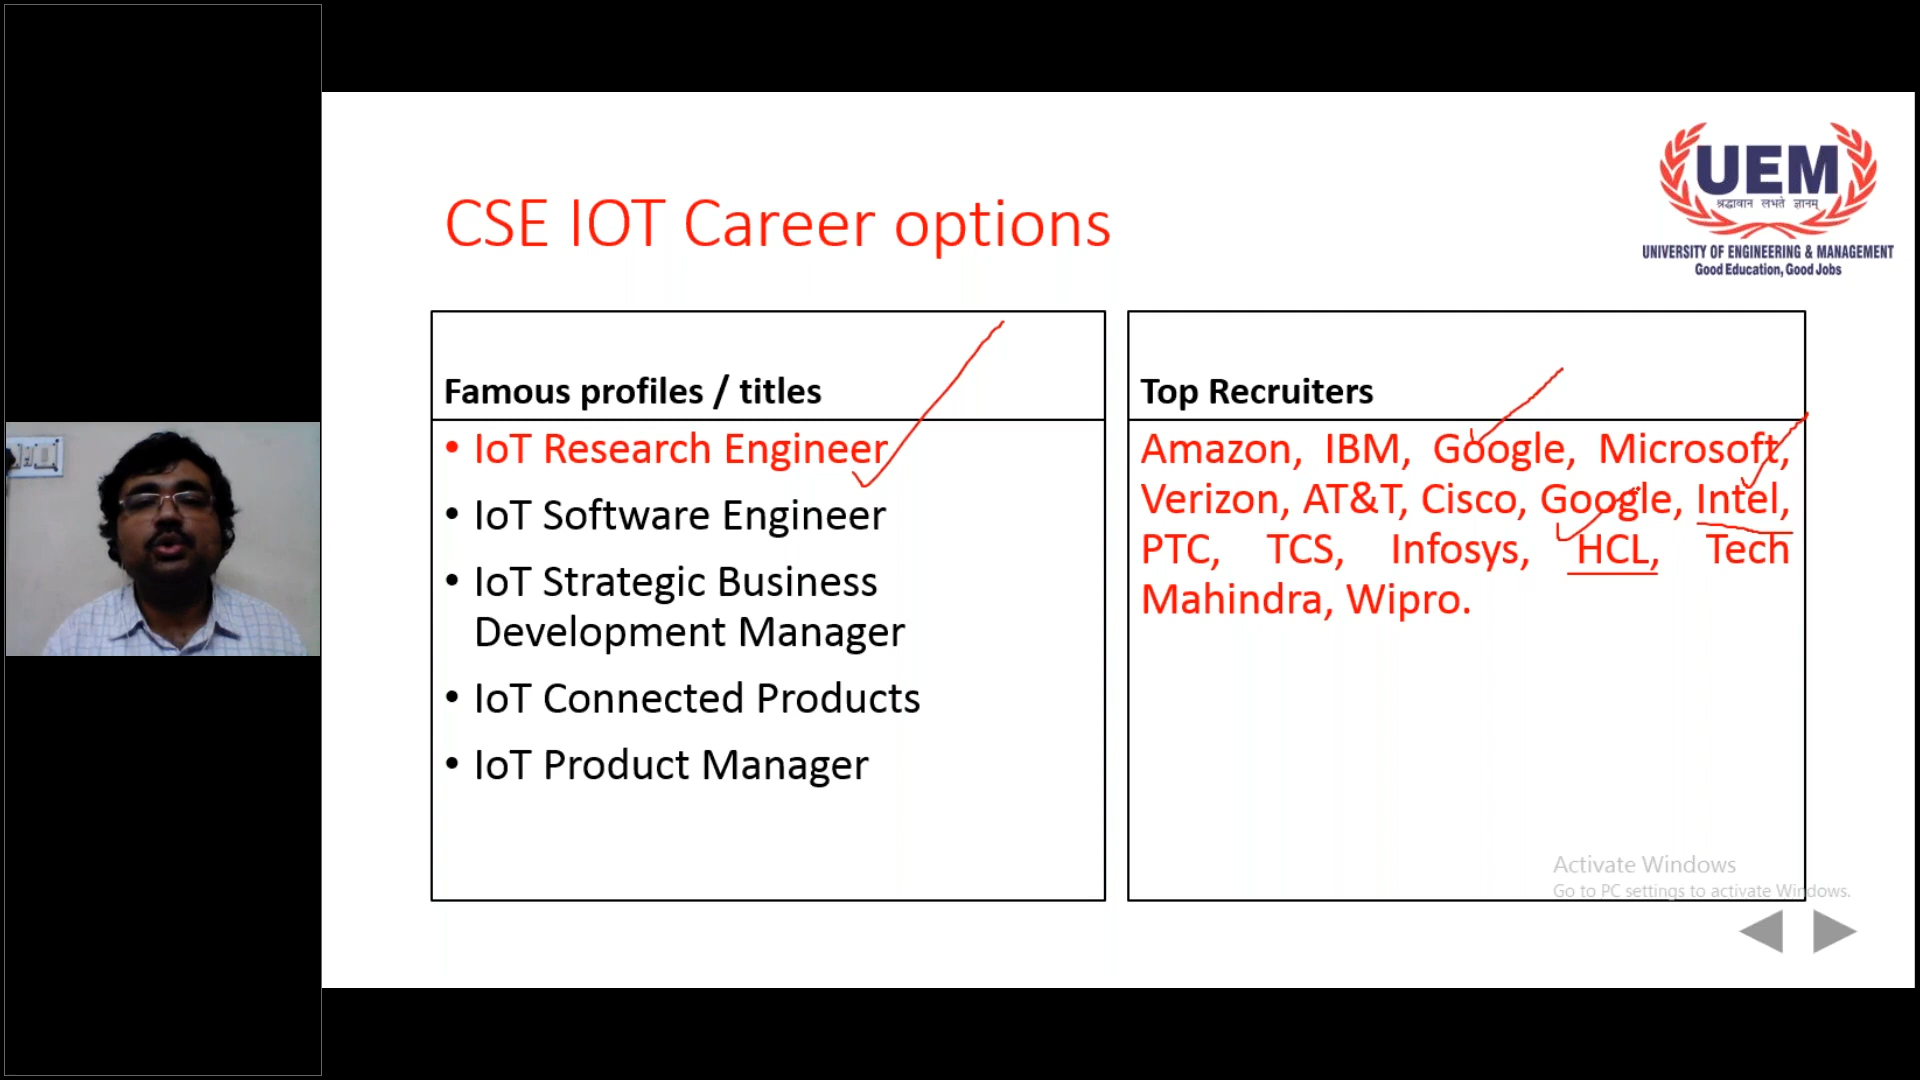 CSE IOT Career options
UEM
श्रद्धावान लभते ज्ञानम्
UNIVERSITY OF ENGINEERING & MANAGEMENT
Good Education, Good Jobs
Famous profiles / titles
• IoT Research Engineer
• IoT Software Engineer
• IoT Strategic Business
Development Manager
• IoT Connected Products
• IoT Product Manager
Top Recruiters
Amazon, IBM, Google, Microsoft,
Verizon, AT&T, Cisco, Google, Intel,
PTC, TCS, Infosys, HCL, Tech
Mahindra, Wipro.
Activate Windows
Go to PC settings to activate Windows.